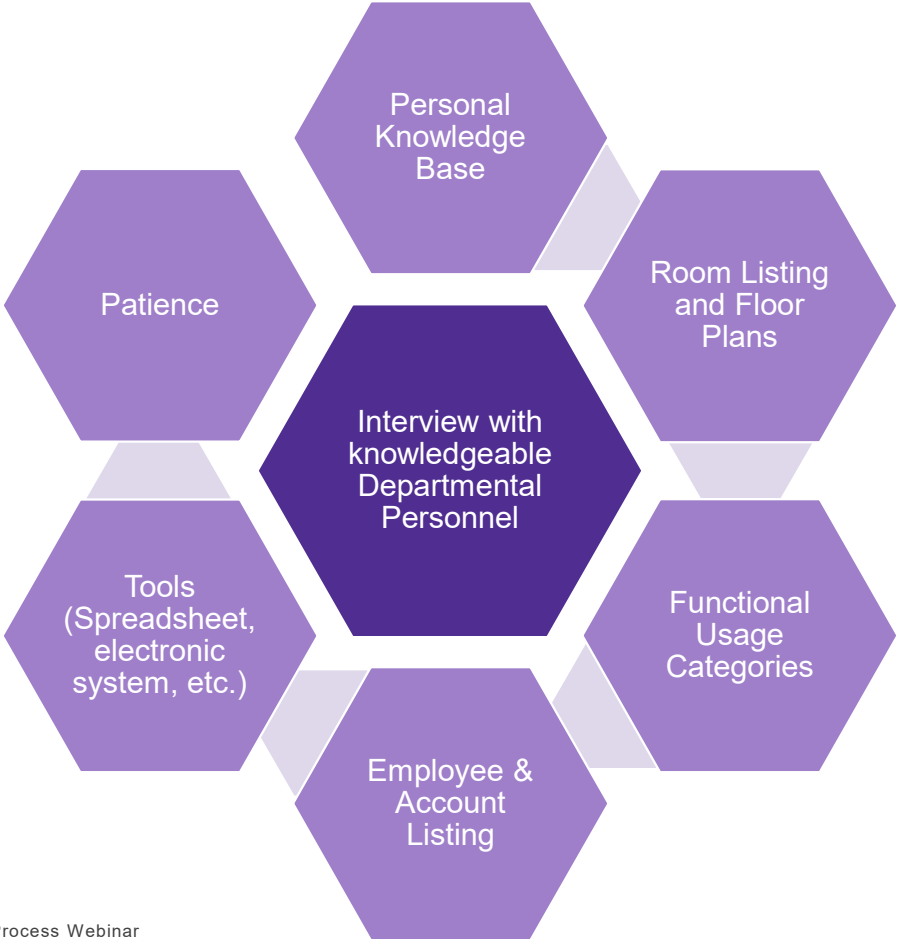 Personal
Knowledge
Base
Room Listing
and Floor
Plans
Patience
Interview with
knowledgeable
Departmental
Personnel
Functional
Usage
Categories
Tools
(Spreadsheet,
electronic
system, etc.)
Employee &
Account
Listing
Process Webinar